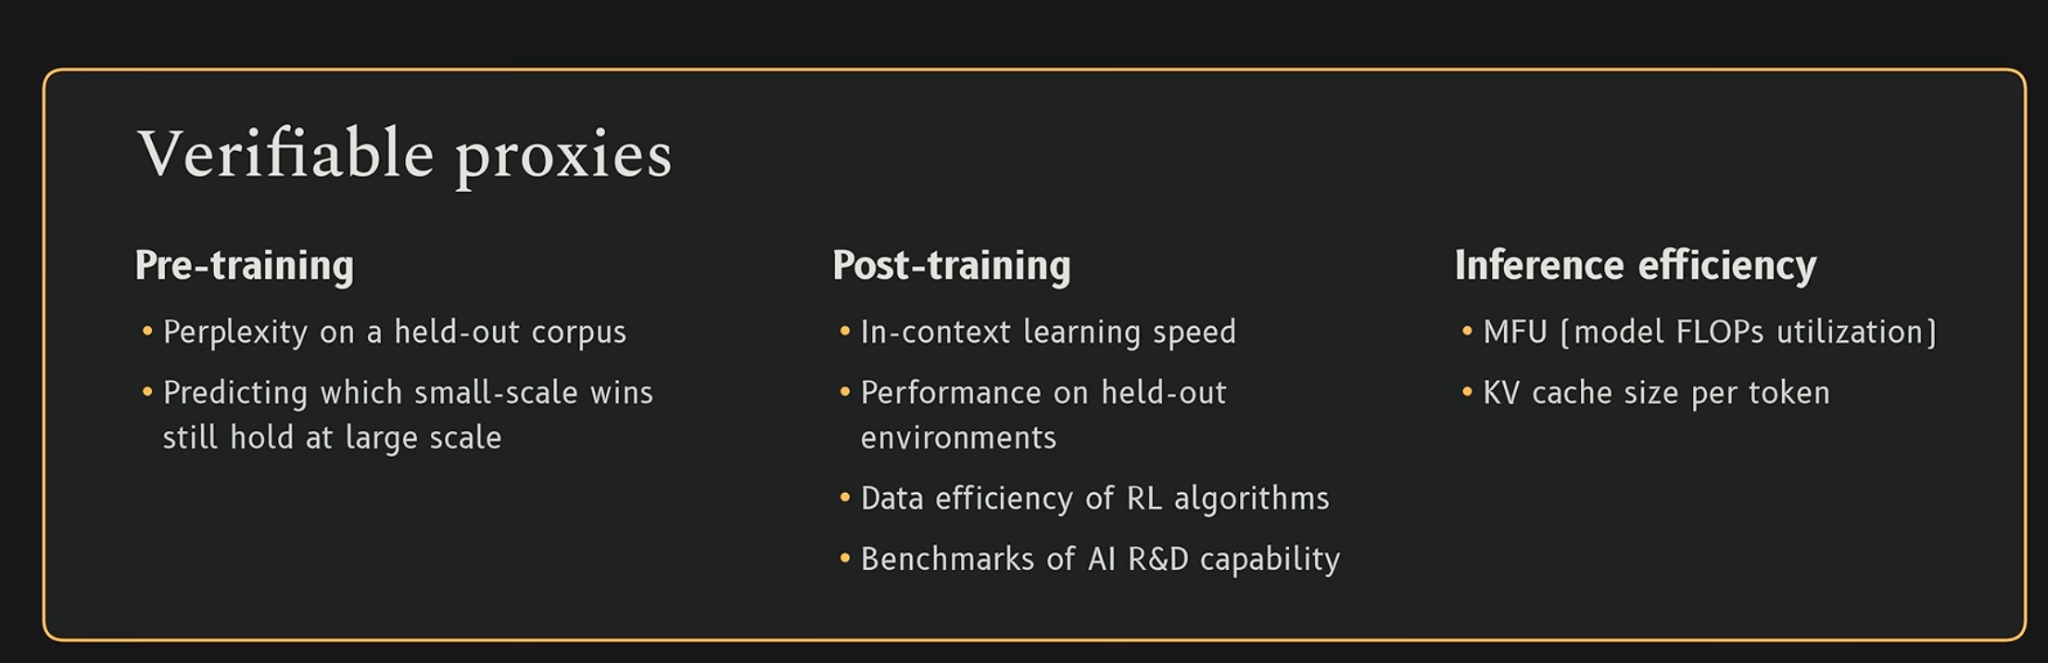 Verifiable proxies
Pre-training
• Perplexity on a held-out corpus
• Predicting which small-scale wins
still hold at large scale
Post-training
• In-context learning speed
• Performance on held-out
environments
• Data efficiency of RL algorithms
• Benchmarks of AI R&D capability
Inference efficiency
• MFU (model FLOPs utilization)
• KV cache size per token